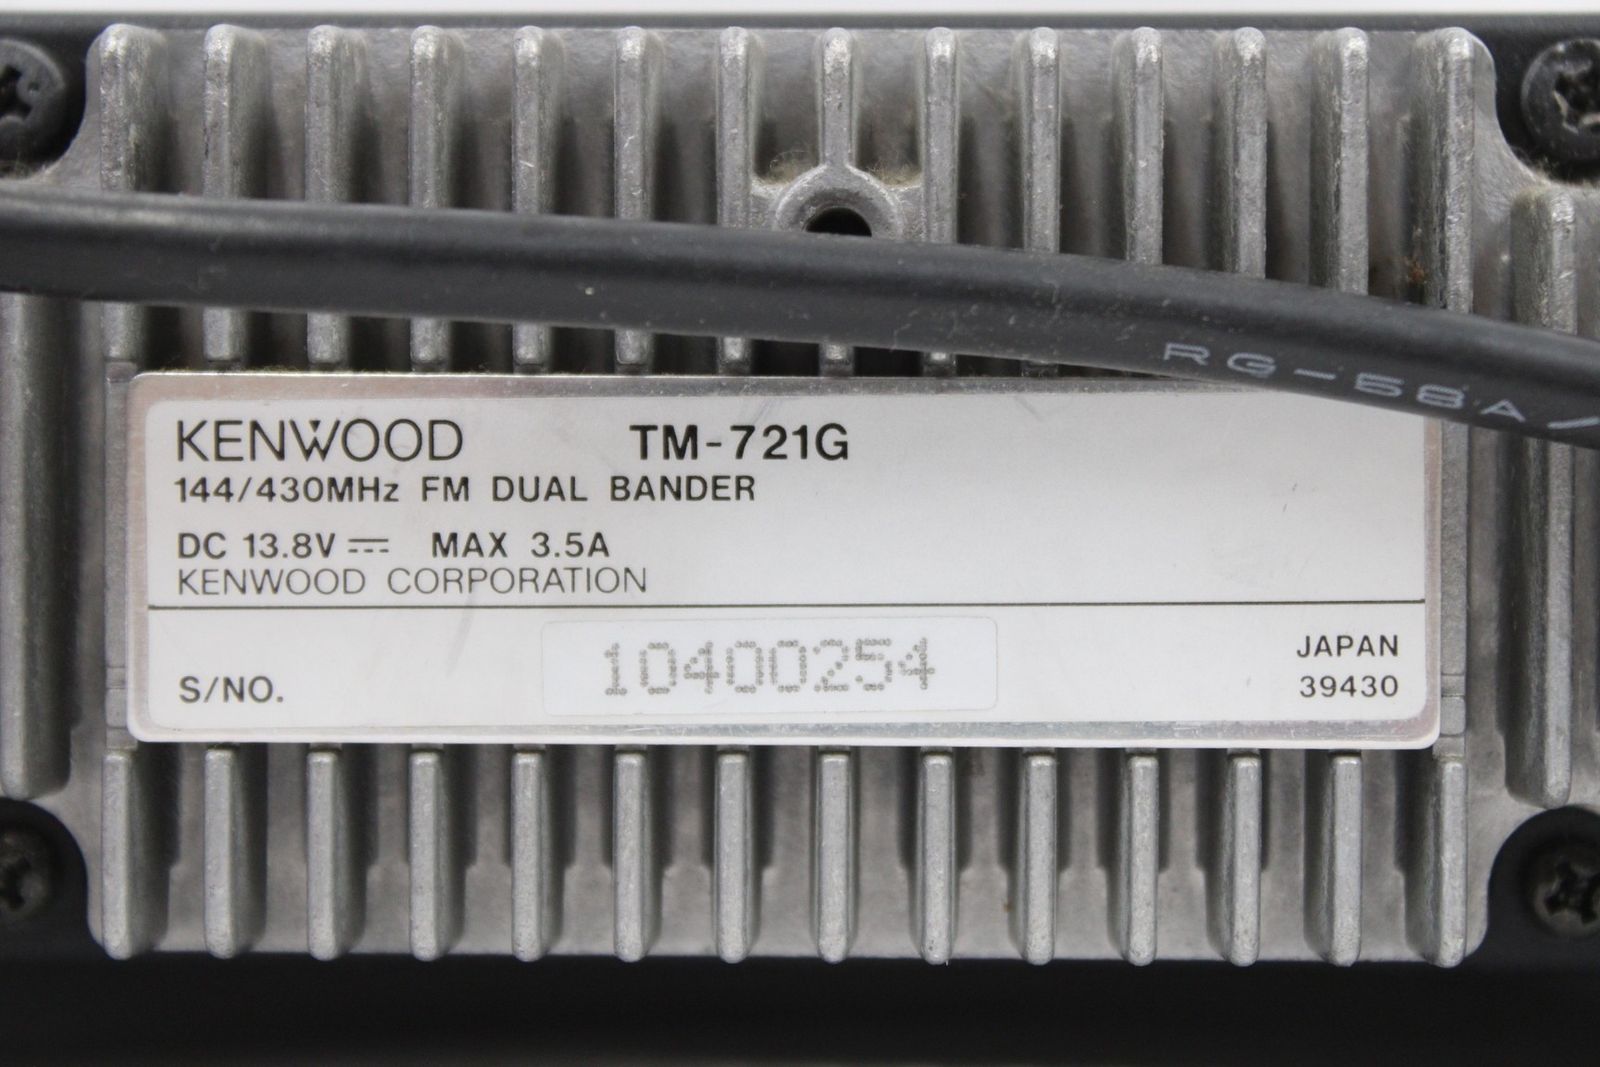 RG-58A/
KENWOOD TM-721G
144/430MHz FM DUAL BANDER
DC 13.8V ⎓ MAX 3.5A
KENWOOD CORPORATION
S/NO. 10400254
JAPAN
39430